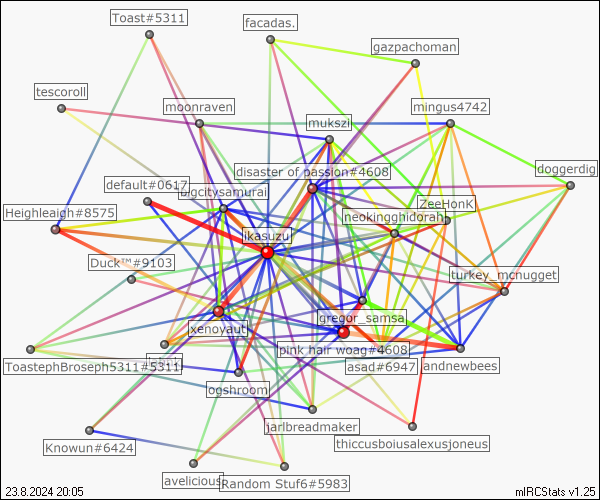 Toast#5311
facadas.
gazpachoman
tescoroll
moonraven
mingus4742
mukszi
disaster of passion#4608
doggerdig
default#0617
bigcitysamurai
ZeeHonK
Heighleaigh#8575
neokinghidorah
ikasuzu
Duck™#9103
turkey_mcnugget
gregor_samsa
xenoyaut
pink hair woag#4608
ToastephBroseph5311#5311
asad#6947
andnewbees
ogshroom
jarlbreadmaker
thiccusboiusalexusjoneus
Knowun#6424
avelicious
Random Stuf6#5983
23.8.2024 20:05
mIRCStats v1.25